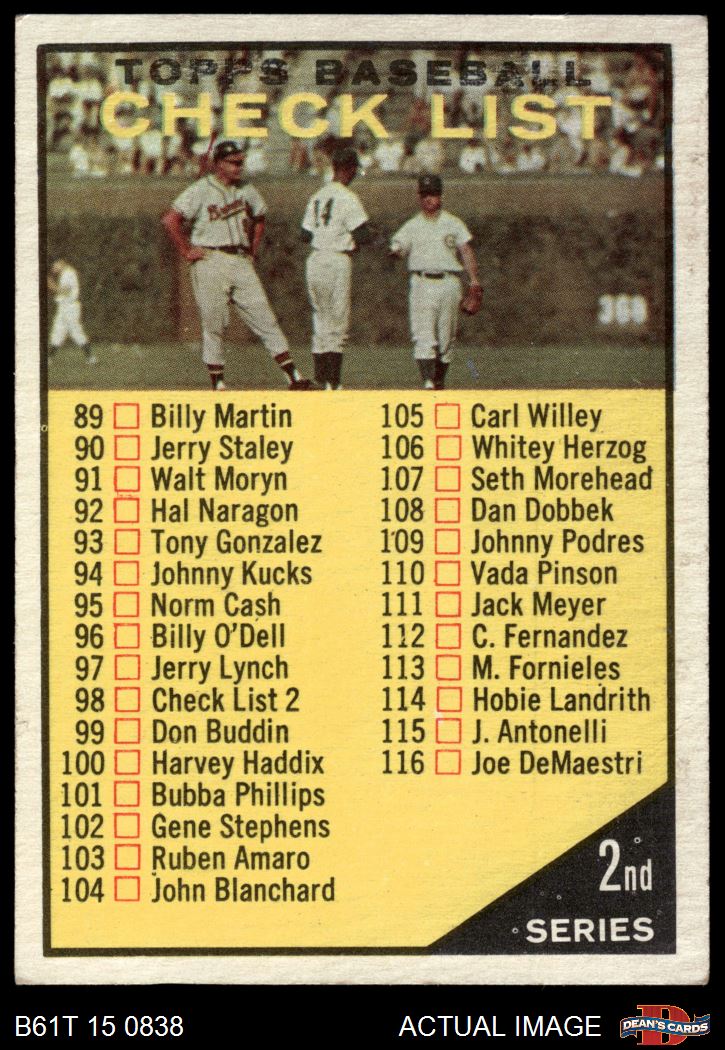 TOPPS BASEBALL
CHECK LIST
Braves
14
C
368
89 Billy Martin
90 Jerry Staley
91 Walt Moryn
92 Hal Naragon
93 Tony Gonzalez
94 Johnny Kucks
95 Norm Cash
96 Billy O'Dell
97 Jerry Lynch
98 Check List 2
99 Don Buddin
100 Harvey Haddix
101 Bubba Phillips
102 Gene Stephens
103 Ruben Amaro
104 John Blanchard
105 Carl Willey
106 Whitey Herzog
107 Seth Morehead
108 Dan Dobbek
109 Johnny Podres
110 Vada Pinson
111 Jack Meyer
112 C. Fernandez
113 M. Fornieles
114 Hobie Landrith
115 J. Antonelli
116 Joe DeMaestri
2nd
SERIES
B61T 15 0838
ACTUAL IMAGE
DEAN'S CARDS